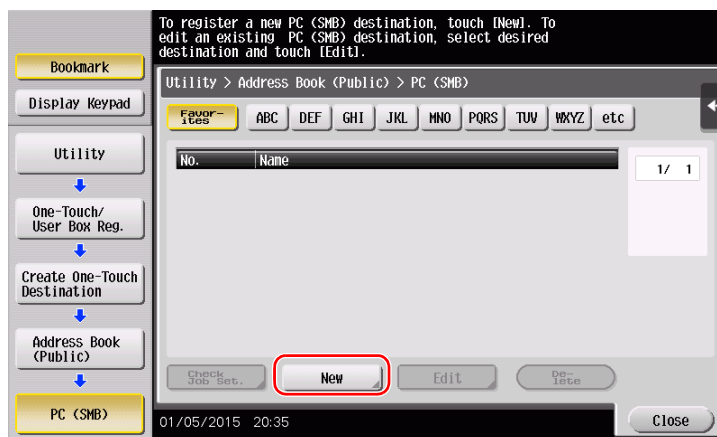 To register a new PC (SMB) destination, touch [New]. To
edit an existing PC (SMB) destination, select desired
destination and touch [Edit].
Bookmark
Display Keypad
Utility
One-Touch/
User Box Reg.
Create One-Touch
Destination
Address Book
(Public)
PC (SMB)
Utility > Address Book (Public) > PC (SMB)
Favor-
ites
ABC
DEF
GHI
JKL
MNO
PQRS
TUV
WXYZ
etc
No.
Name
1/ 1
Check
Job Set.
New
Edit
De-
lete
01/05/2015 20:35
Close